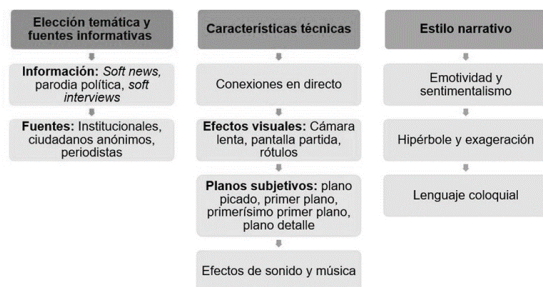 Elección temática y
fuentes informativas
Información: Soft news,
parodia política, soft
interviews
Fuentes: Institucionales,
ciudadanos anónimos,
periodistas
Características técnicas
Conexiones en directo
Efectos visuales: Cámara
lenta, pantalla partida,
rótulos
Planos subjetivos: plano
picado, primer plano,
primerísimo primer plano,
plano detalle
Efectos de sonido y música
Estilo narrativo
Emotividad y
sentimentalismo
Hipérbole y exageración
Lenguaje coloquial